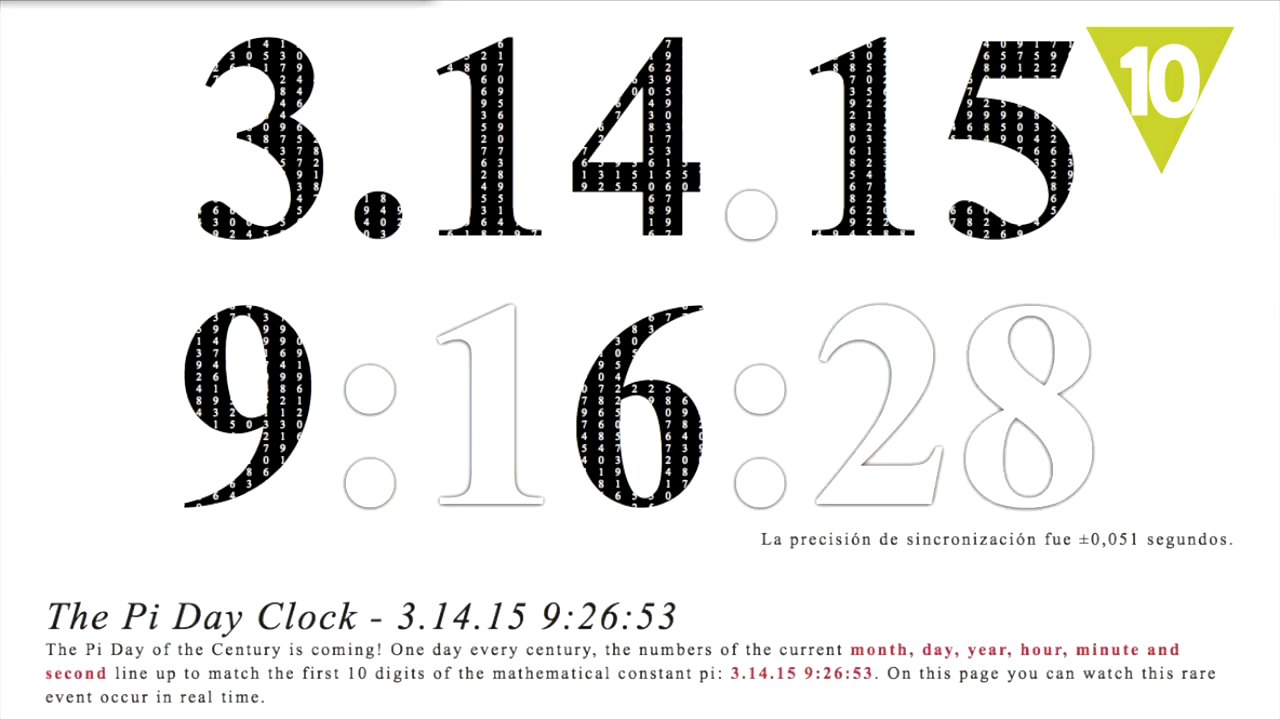 3.14.15
10
9:16:28
La precisión de sincronización fue ±0,051 segundos.
The Pi Day Clock - 3.14.15 9:26:53
The Pi Day of the Century is coming! One day every century, the numbers of the current month, day, year, hour, minute and
second line up to match the first 10 digits of the mathematical constant pi: 3.14.15 9:26:53. On this page you can watch this rare
event occur in real time.